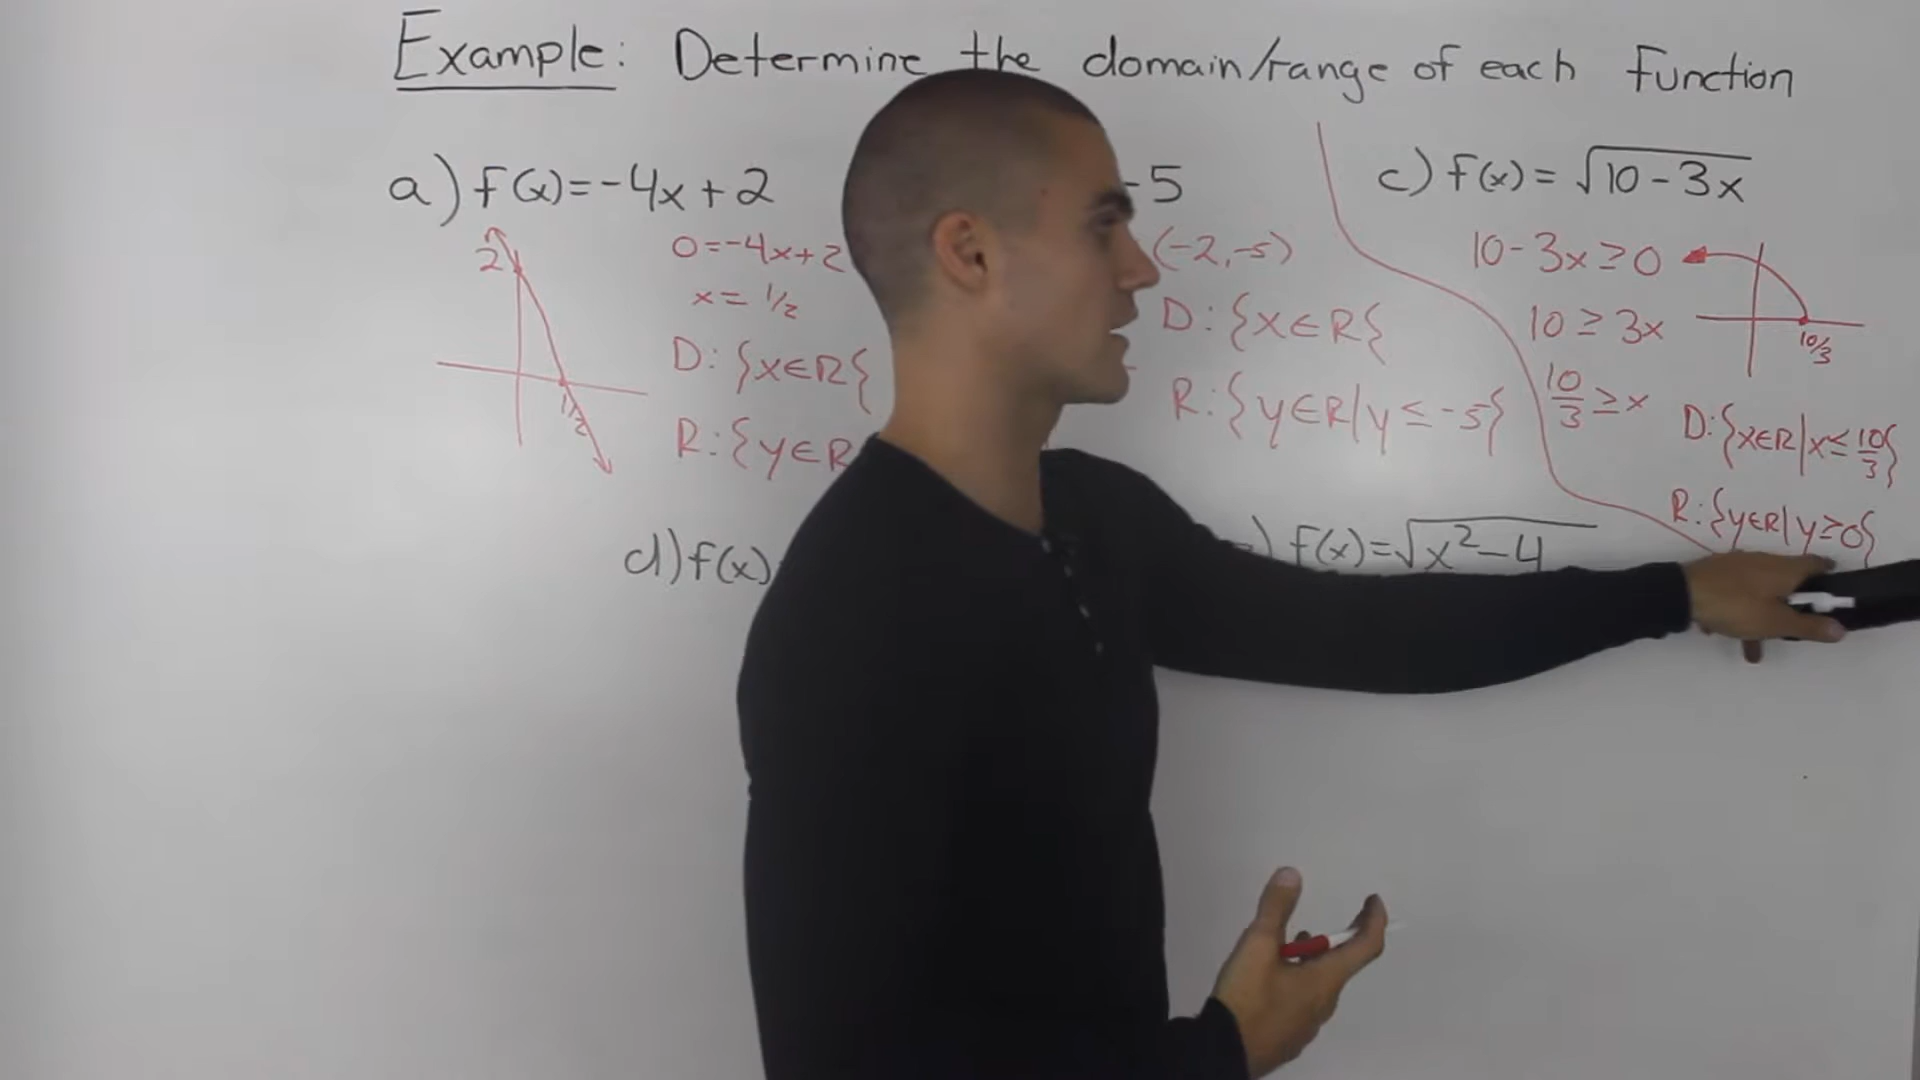 Example: Determine the domain/range of each function
a) f(x)=-4x+2
-5
c) f(x)=√10-3x
2
0=-4x+2
x=1/2
D: {x∈R{
R: {y∈R
1/2
(-2,-5)
D: {x∈R{
R: {y∈R|y≤-5}
10-3x≥0
10≥3x
10/3≥x
10/3
D: {x∈R|x≤10/3}
R: {y∈R|y≥0}
d) f(x)
) f(x)=√x²-4